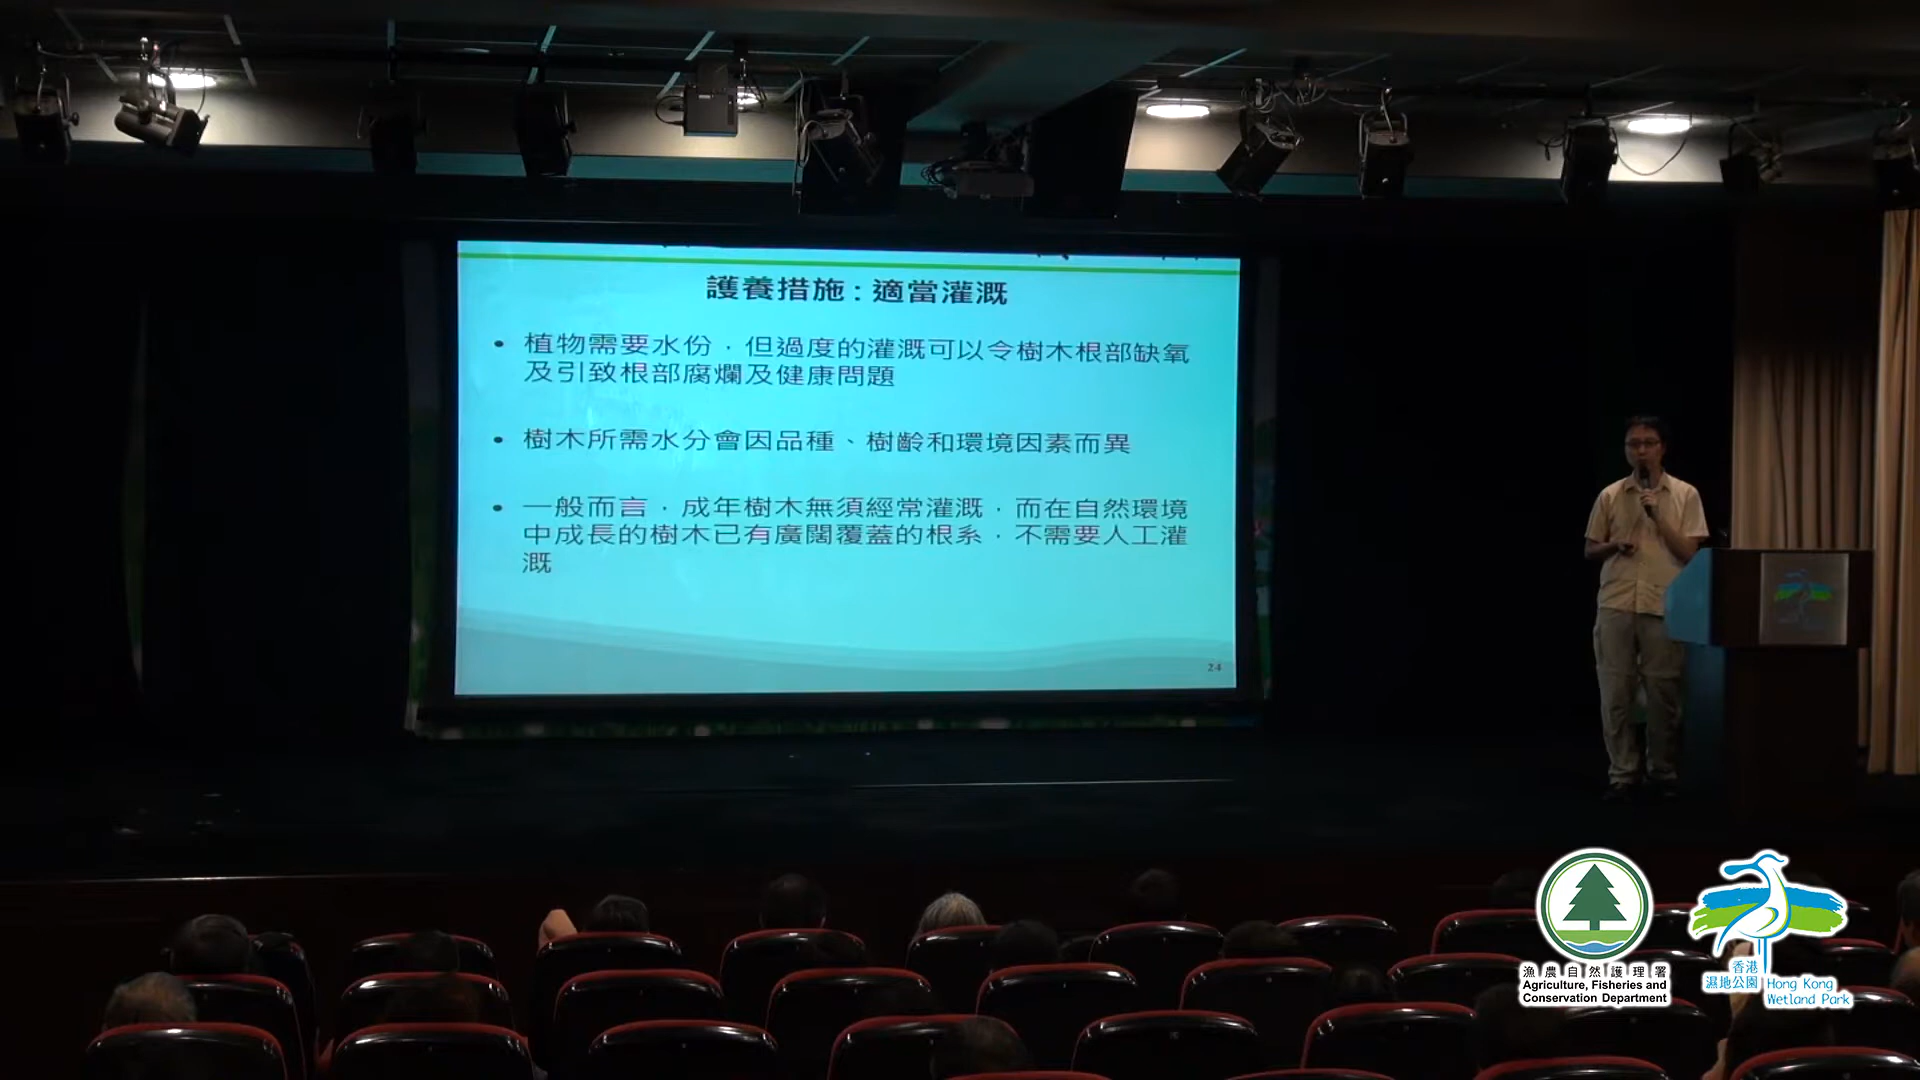 護養措施 : 適當灌溉
• 植物需要水份，但過度的灌溉可以令樹木根部缺氧
及引致根部腐爛及健康問題
• 樹木所需水分會因品種、樹齡和環境因素而異
• 一般而言，成年樹木無須經常灌溉，而在自然環境
中成長的樹木已有廣闊覆蓋的根系，不需要人工灌
溉
24
漁農自然護理署
Agriculture, Fisheries and
Conservation Department
香港
濕地公園
Hong Kong
Wetland Park